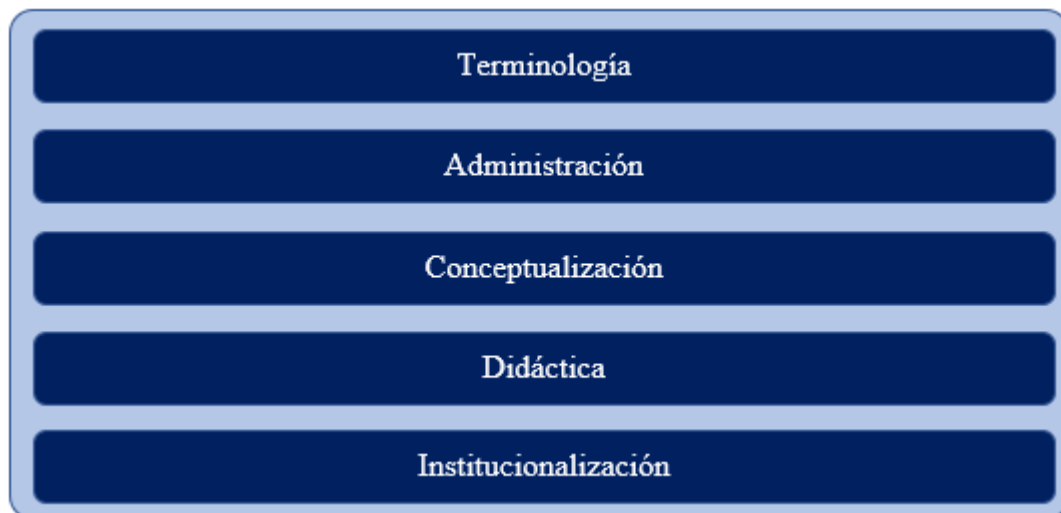 Terminología
Administración
Conceptualización
Didáctica
Institucionalización